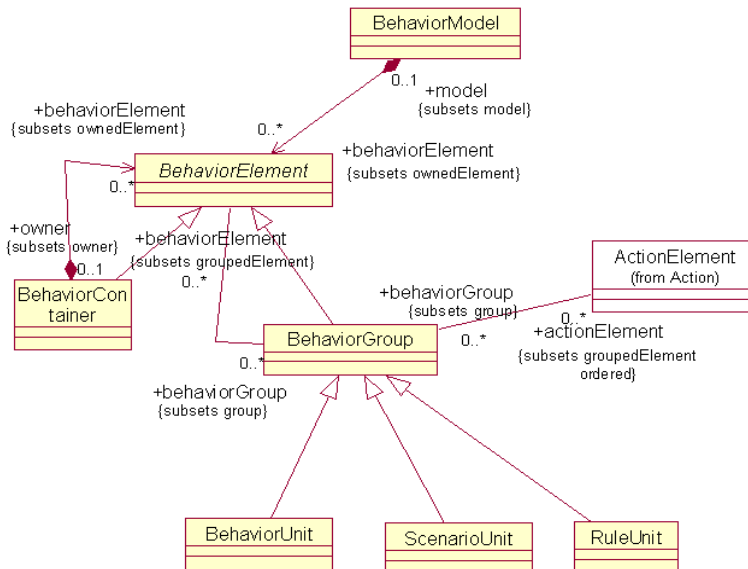 BehaviorModel
0..1
+model
{subsets model}
+behaviorElement
{subsets ownedElement}
0..*
+behaviorElement
{subsets ownedElement}
BehaviorElement
0..*
+owner
{subsets owner}
0..1
+behaviorElement
{subsets groupedElement}
0..*
BehaviorCon
tainer
ActionElement
(from Action)
+behaviorGroup
{subsets group}
0..*
0..*
+actionElement
{subsets groupedElement
ordered}
BehaviorGroup
0..*
+behaviorGroup
{subsets group}
BehaviorUnit
ScenarioUnit
RuleUnit